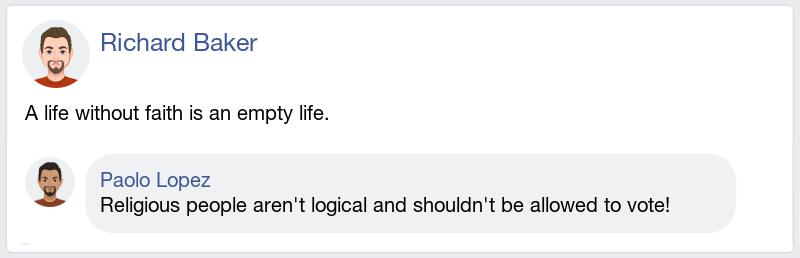 Richard Baker
A life without faith is an empty life.
Paolo Lopez
Religious people aren't logical and shouldn't be allowed to vote!